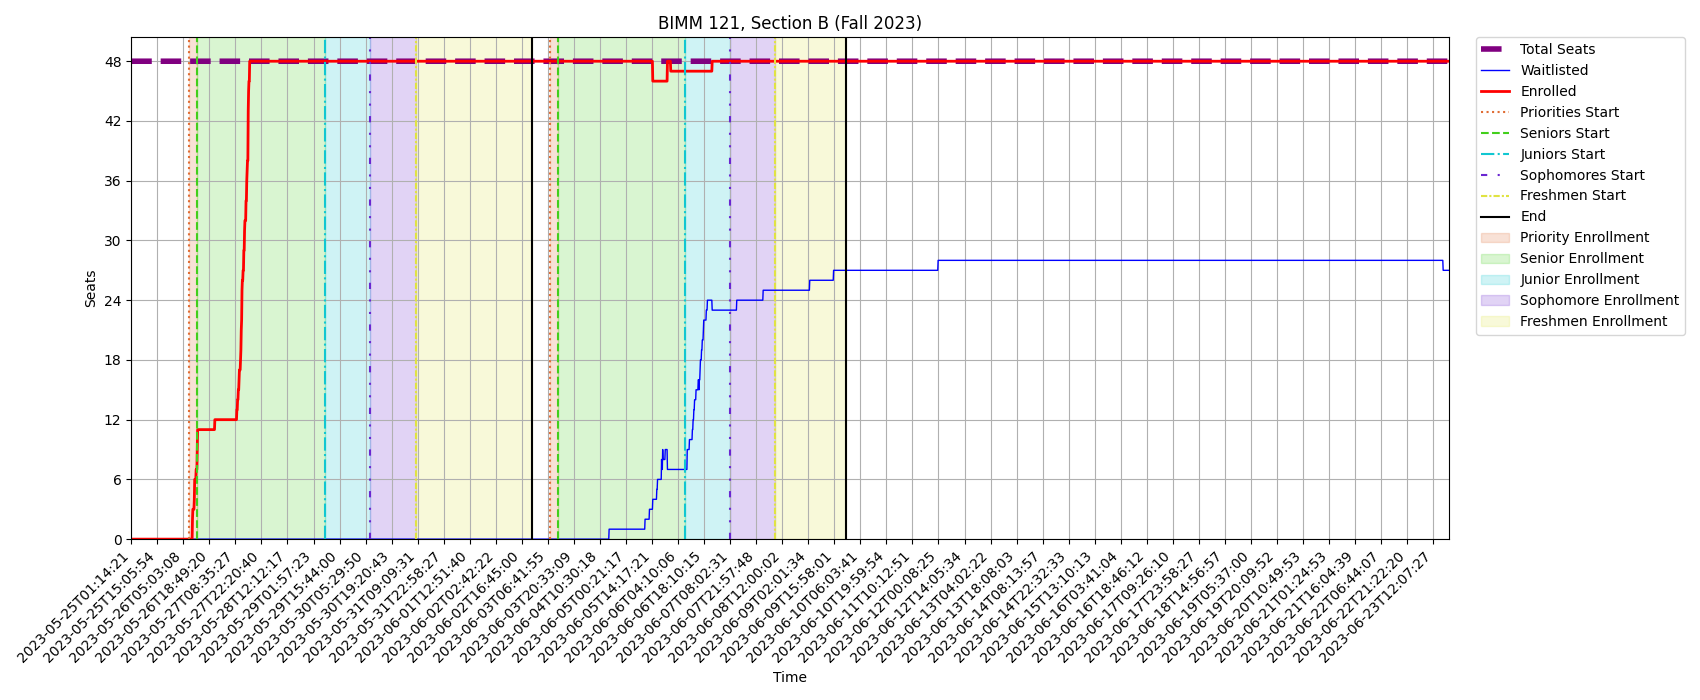 BIMM 121, Section B (Fall 2023)
Seats
48
42
36
30
24
18
12
6
0
2023-05-25T01:14:21
2023-05-25T15:05:54
2023-05-26T05:03:08
2023-05-26T18:49:20
2023-05-27T08:35:27
2023-05-27T22:20:40
2023-05-28T12:12:17
2023-05-29T01:57:23
2023-05-29T15:44:00
2023-05-30T05:29:50
2023-05-30T19:20:43
2023-05-31T09:09:31
2023-05-31T22:58:27
2023-06-01T12:51:40
2023-06-02T02:42:22
2023-06-02T16:45:00
2023-06-03T06:41:55
2023-06-03T20:33:09
2023-06-04T10:30:18
2023-06-05T00:21:17
2023-06-05T14:17:21
2023-06-06T04:10:06
2023-06-06T18:10:15
2023-06-07T08:02:31
2023-06-07T21:57:48
2023-06-08T12:00:02
2023-06-09T02:01:34
2023-06-09T15:58:01
2023-06-10T06:03:41
2023-06-10T19:59:54
2023-06-11T10:12:51
2023-06-12T00:08:25
2023-06-12T14:05:34
2023-06-13T04:02:22
2023-06-13T18:08:03
2023-06-14T08:13:57
2023-06-14T22:32:33
2023-06-15T13:10:13
2023-06-16T03:41:04
2023-06-16T18:46:12
2023-06-17T09:26:10
2023-06-17T23:58:27
2023-06-18T14:56:57
2023-06-19T05:37:00
2023-06-19T20:09:52
2023-06-20T10:49:53
2023-06-21T01:24:53
2023-06-21T16:04:39
2023-06-22T06:44:07
2023-06-22T21:22:20
2023-06-23T12:07:27
Time
Total Seats
Waitlisted
Enrolled
Priorities Start
Seniors Start
Juniors Start
Sophomores Start
Freshmen Start
End
Priority Enrollment
Senior Enrollment
Junior Enrollment
Sophomore Enrollment
Freshmen Enrollment